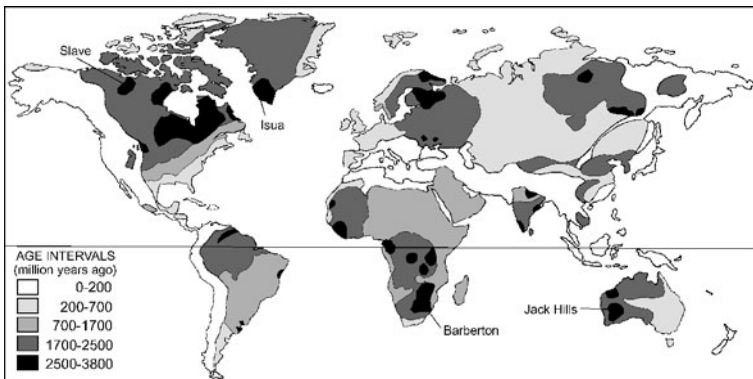 Slave
Isua
AGE INTERVALS
(million years ago)
0-200
200-700
700-1700
1700-2500
2500-3800
Barberton
Jack Hills